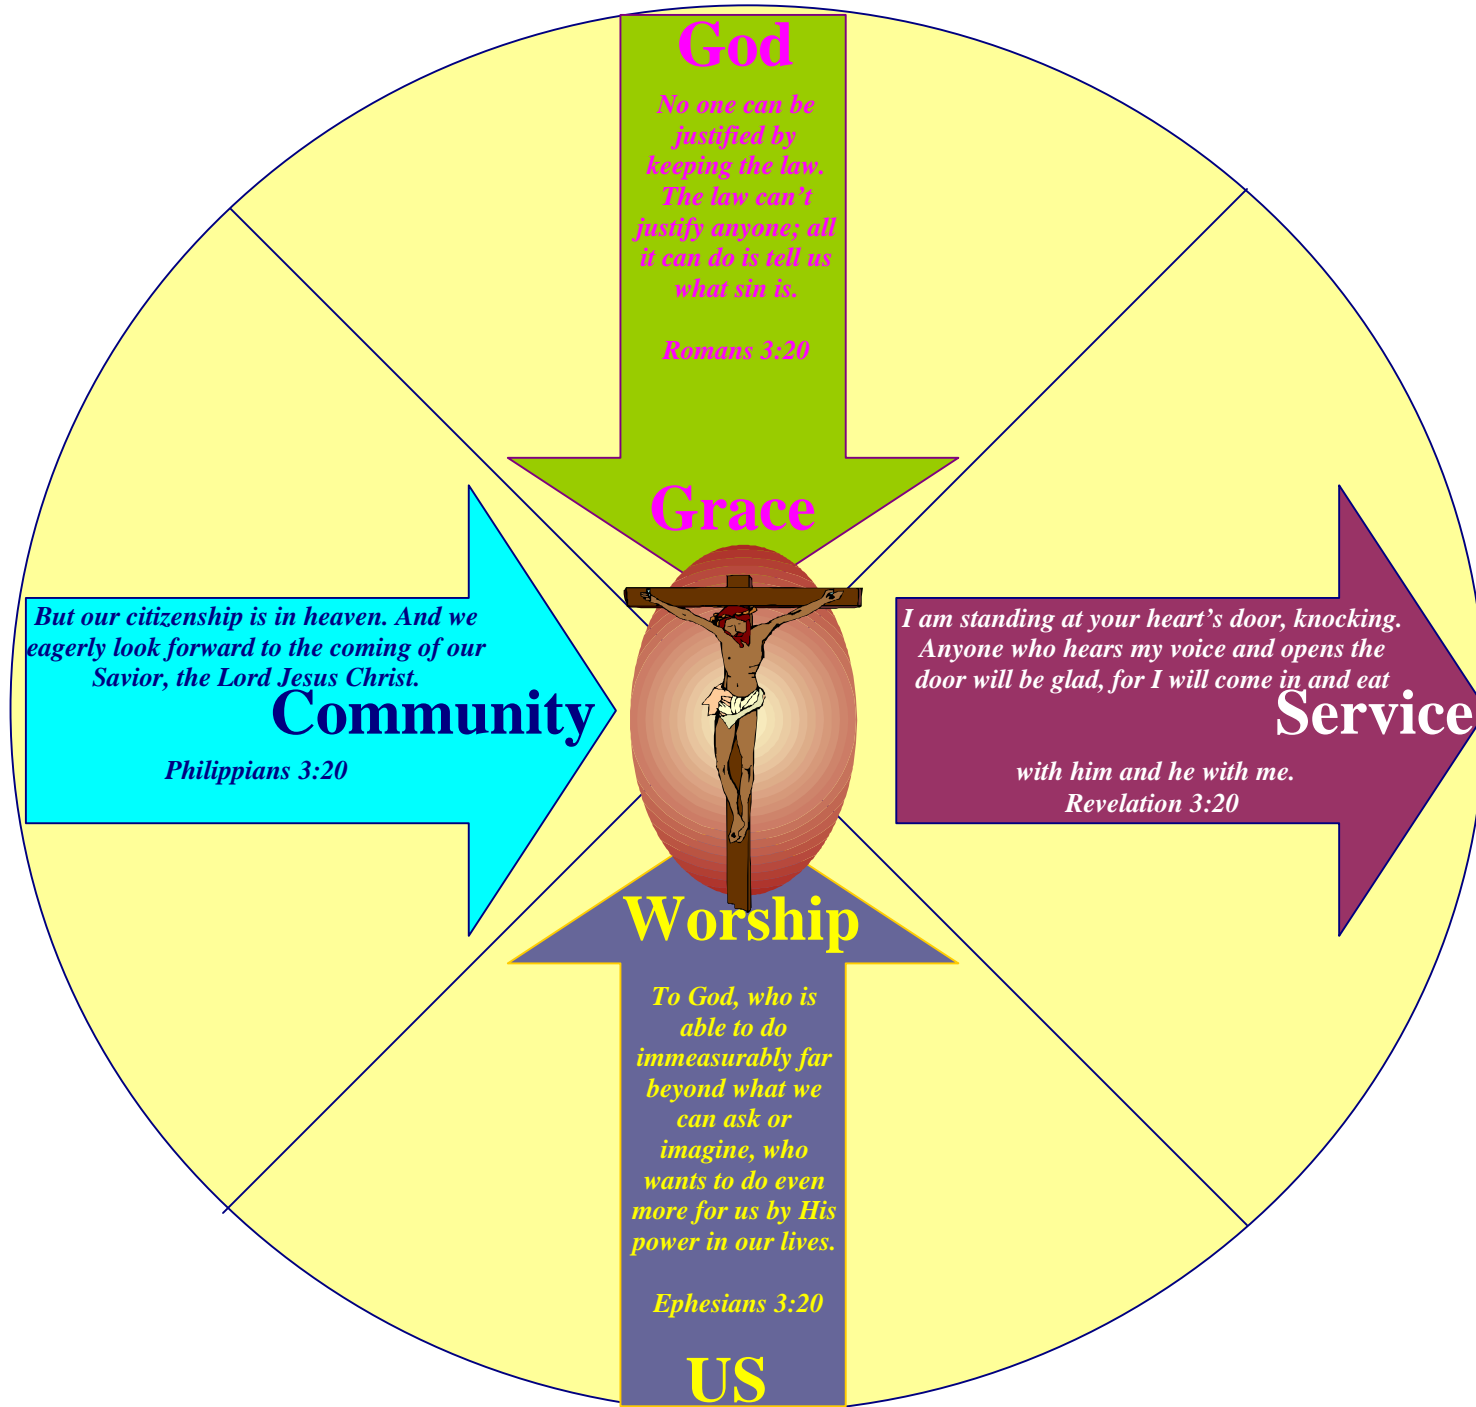 God
No one can be
justified by
keeping the law.
The law can't
justify anyone; all
it can do is tell us
what sin is.
Romans 3:20
Grace
But our citizenship is in heaven. And we
eagerly look forward to the coming of our
Savior, the Lord Jesus Christ.
Community
Philippians 3:20
I am standing at your heart's door, knocking.
Anyone who hears my voice and opens the
door will be glad, for I will come in and eat
Service
with him and he with me.
Revelation 3:20
Worship
To God, who is
able to do
immeasurably far
beyond what we
can ask or
imagine, who
wants to do even
more for us by His
power in our lives.
Ephesians 3:20
US